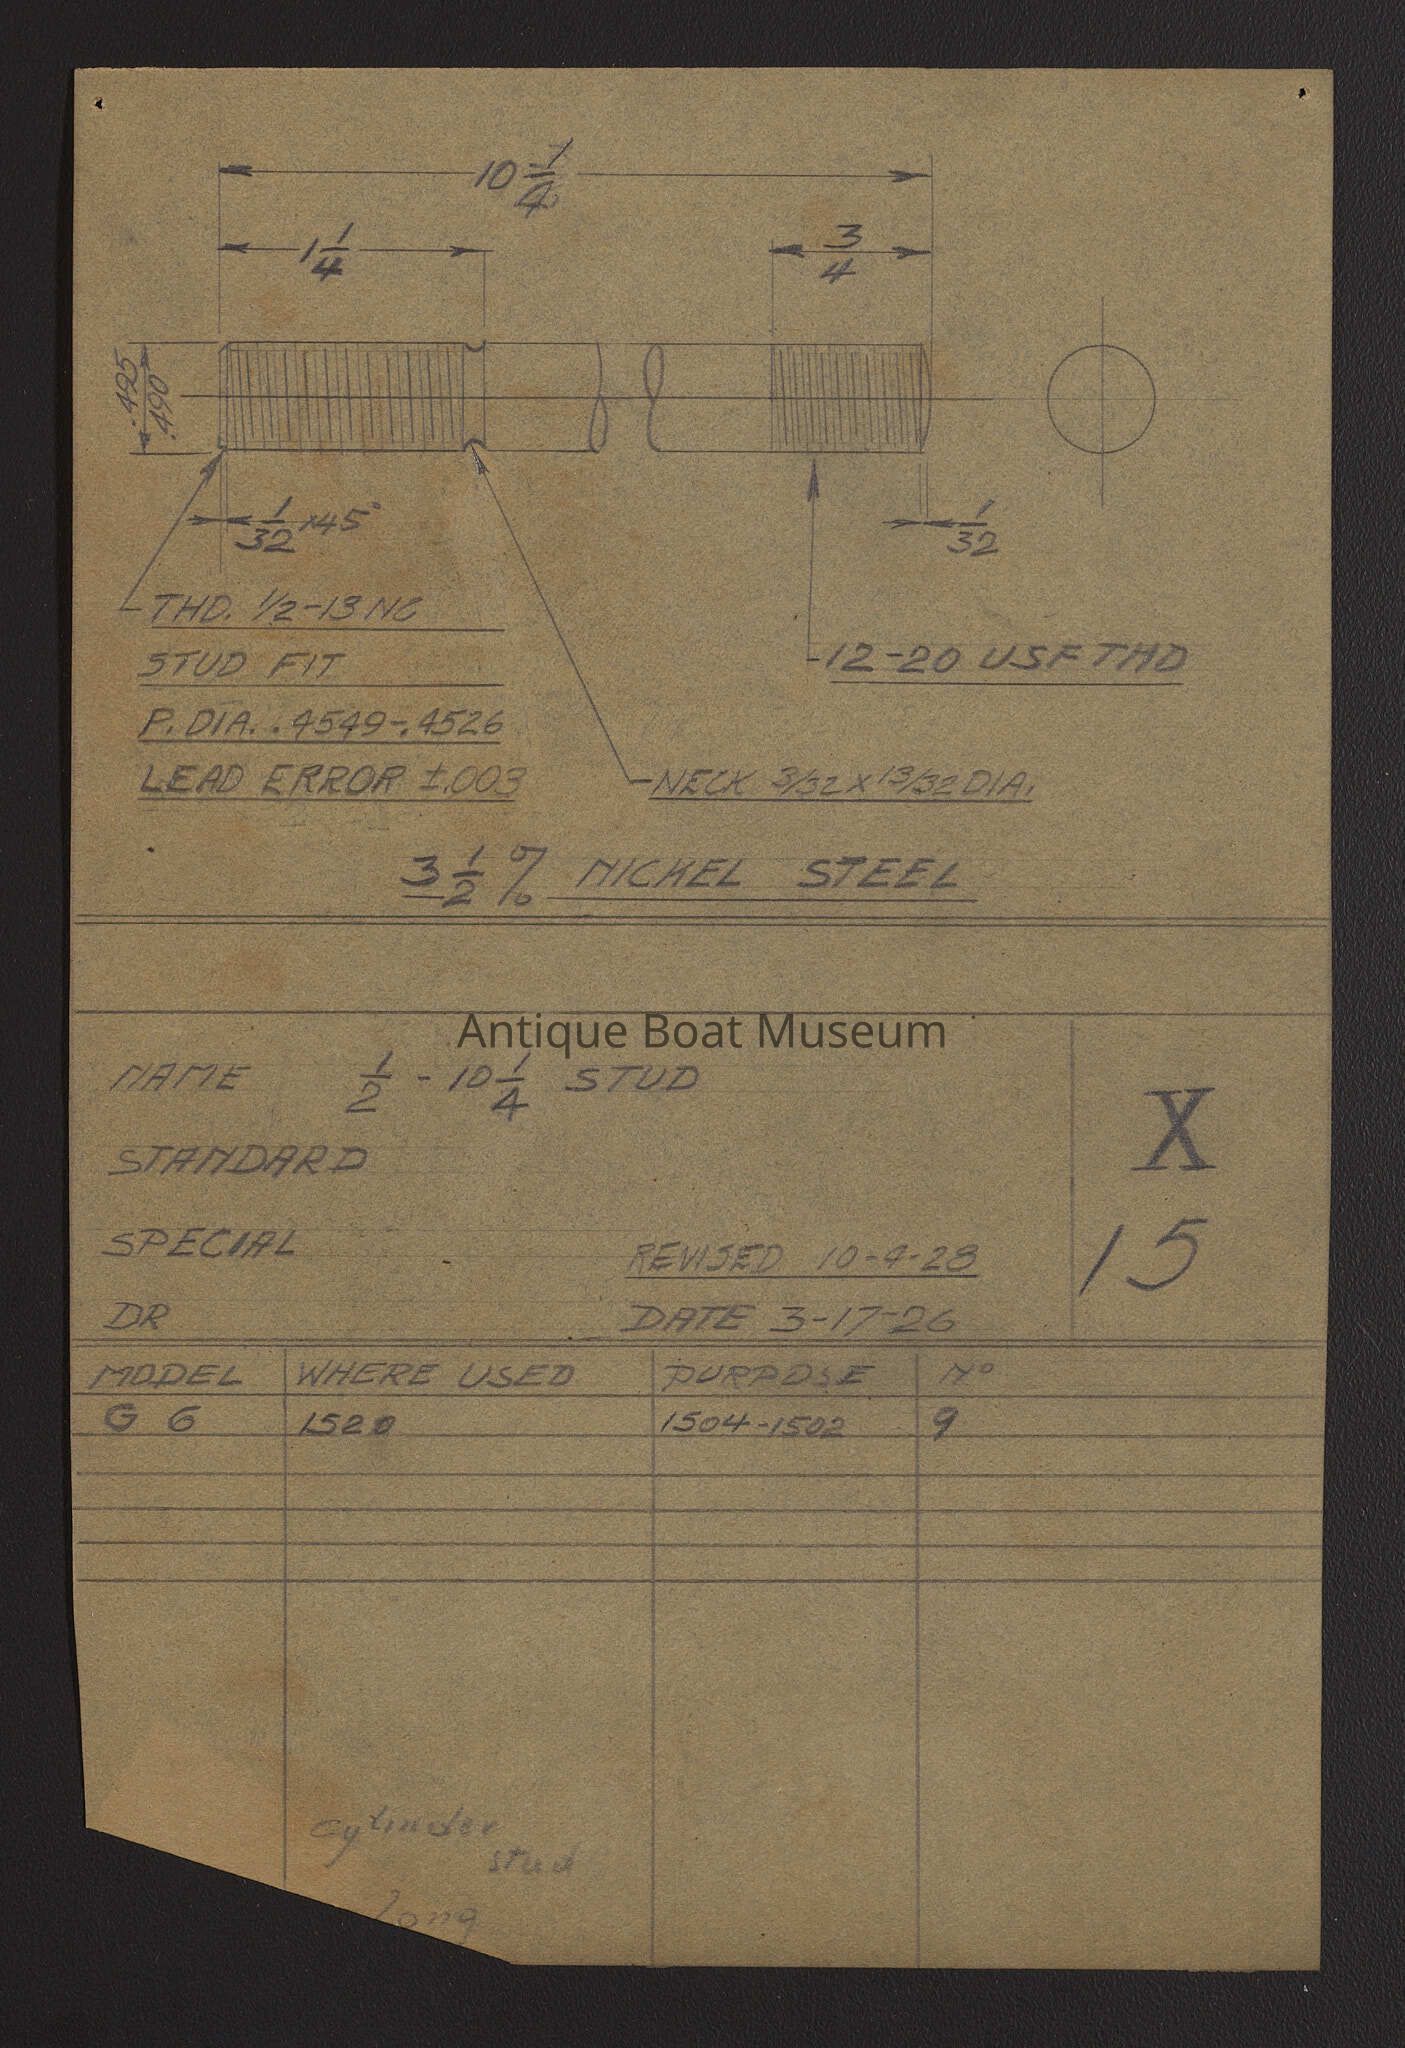 10 1/4
1 1/4
3/4
.495
.490
1/32 x 45°
1/32
THD. 1/2-13 NC
STUD FIT
P. DIA. .4549-.4526
LEAD ERROR ±.003
12-20 USF THD
NECK 3/32 X 13/32 DIA.
3 1/2 % NICKEL STEEL
Antique Boat Museum
NAME 1/2 - 10 1/4 STUD
STANDARD
SPECIAL
REVISED 10-4-28
DR
DATE 3-17-26
X
15
MODEL WHERE USED PURPOSE No
G 6 1520 1504-1502 9
cylinder
stud
long